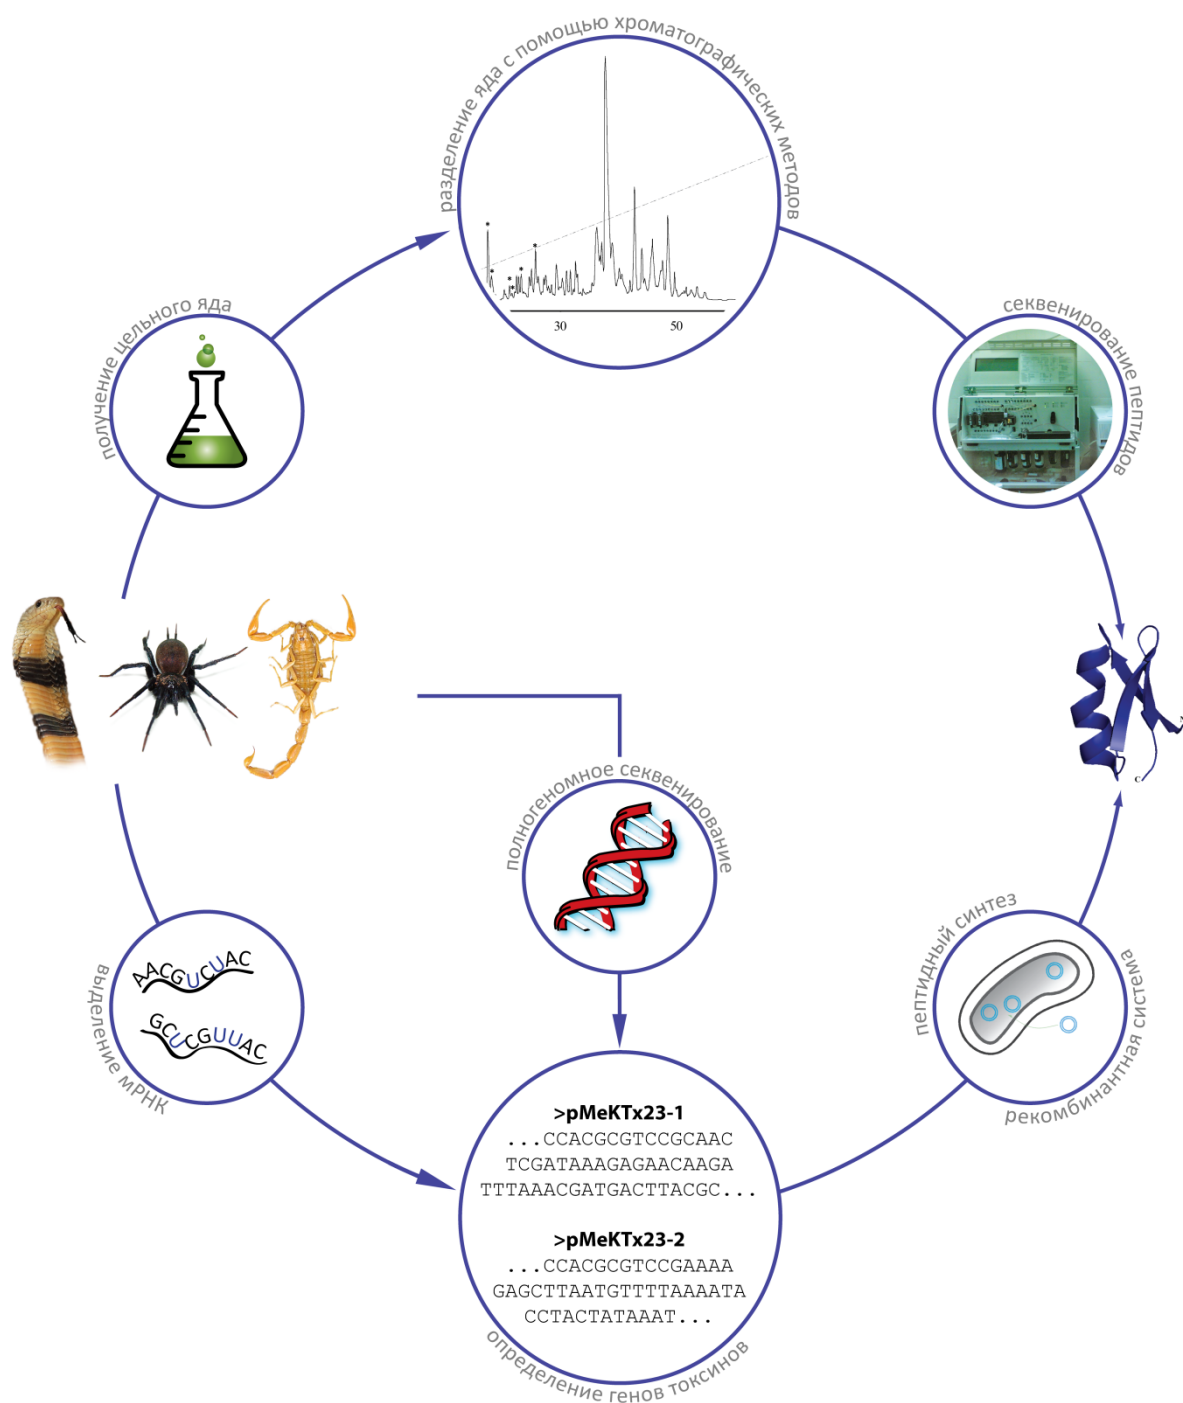 разделение яда с помощью хроматографических методов
*
*
*
*
*
*
30
50
получение цельного яда
секвенирование пептидов
C
полногеномное секвенирование
выделение мРНК
AACGUCUAC
GCUCGUUAC
пептидный синтез
рекомбинантная система
>pMeKTx23-1
...CCACGCGTCCGCAAC
TCGATAAAGAGAACAAGA
TTTAAACGATGACTTACGC...
>pMeKTx23-2
...CCACGCGTCCGAAAA
GAGCTTAATGTTTTAAAATA
CCTACTATAAAT...
определение генов токсинов